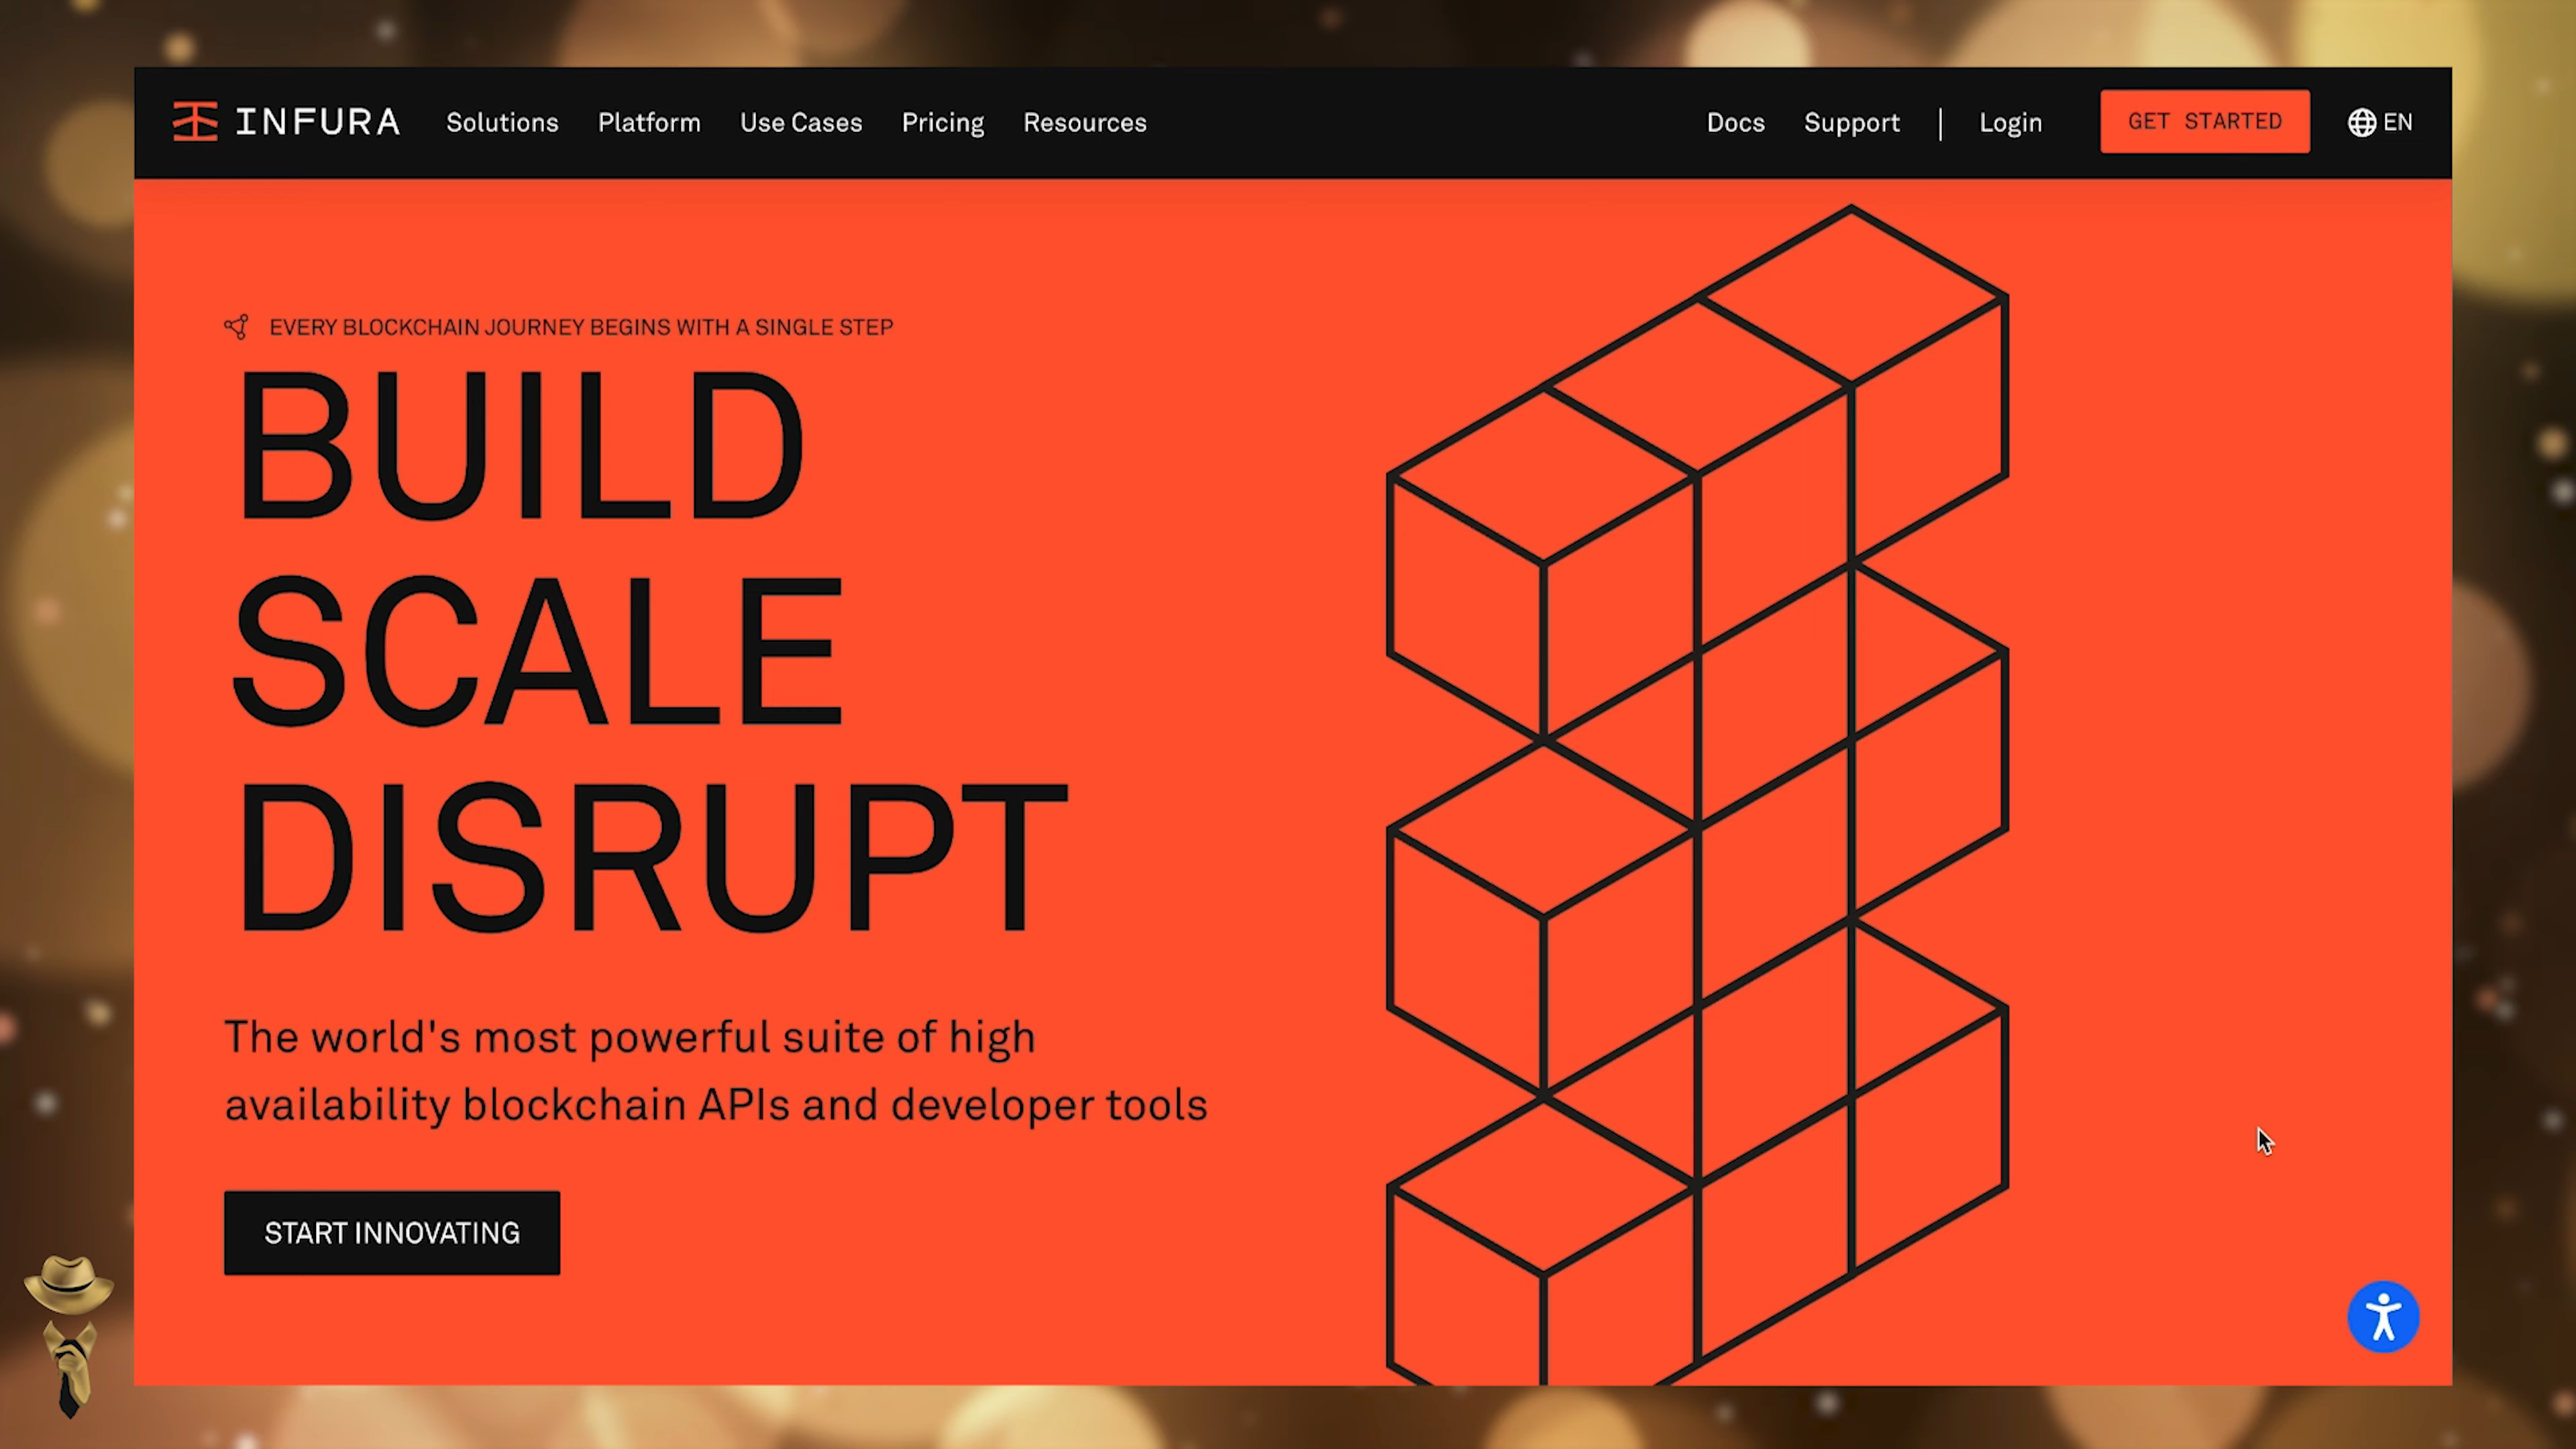 INFURA Solutions Platform Use Cases Pricing Resources Docs Support | Login GET STARTED EN
EVERY BLOCKCHAIN JOURNEY BEGINS WITH A SINGLE STEP
BUILD
SCALE
DISRUPT
The world's most powerful suite of high
availability blockchain APIs and developer tools
START INNOVATING